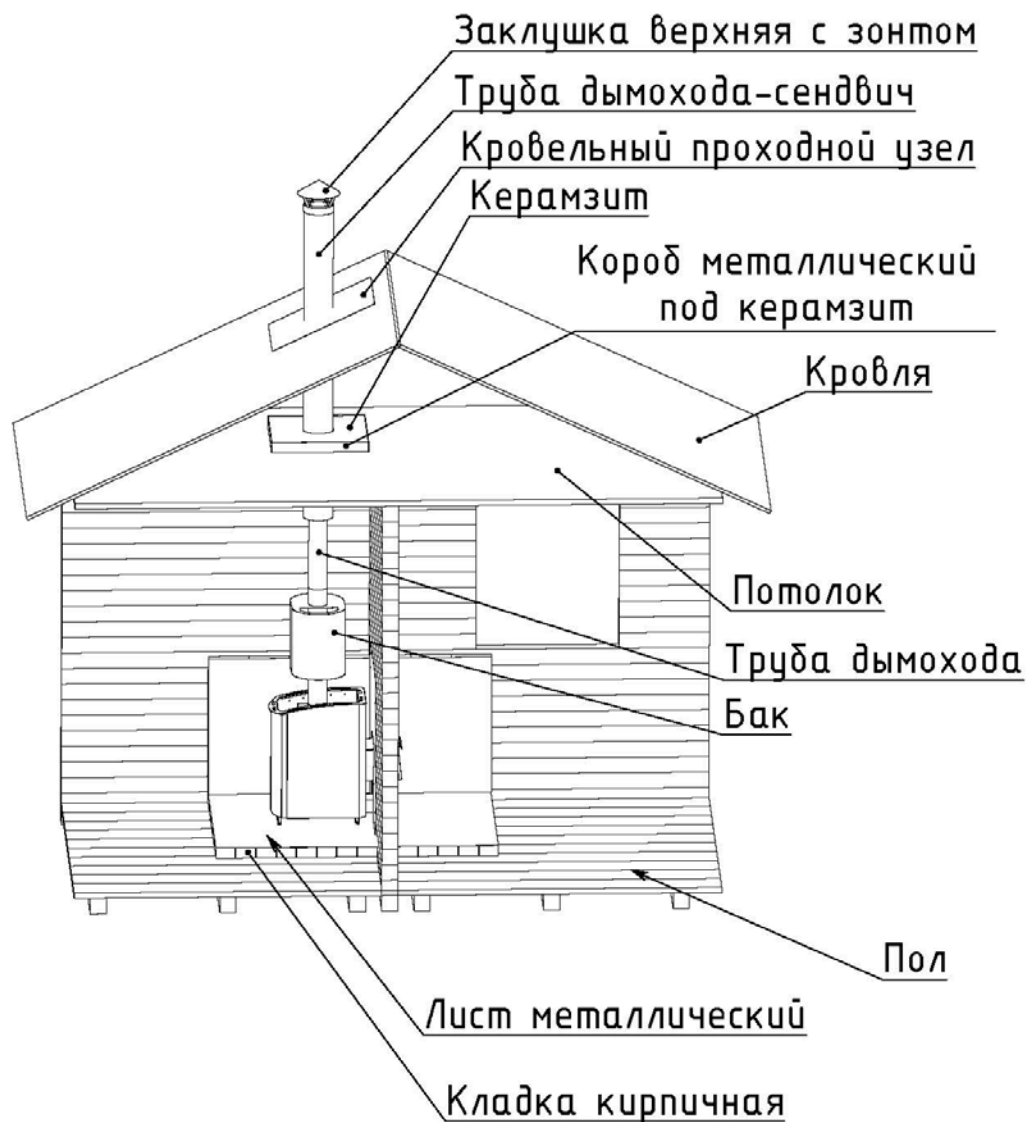 Заклушка верхняя с зонтом
Труба дымохода-сендвич
Кровельный проходной узел
Керамзит
Короб металлический
под керамзит
Кровля
Потолок
Труба дымохода
Бак
Пол
Лист металлический
Кладка кирпичная